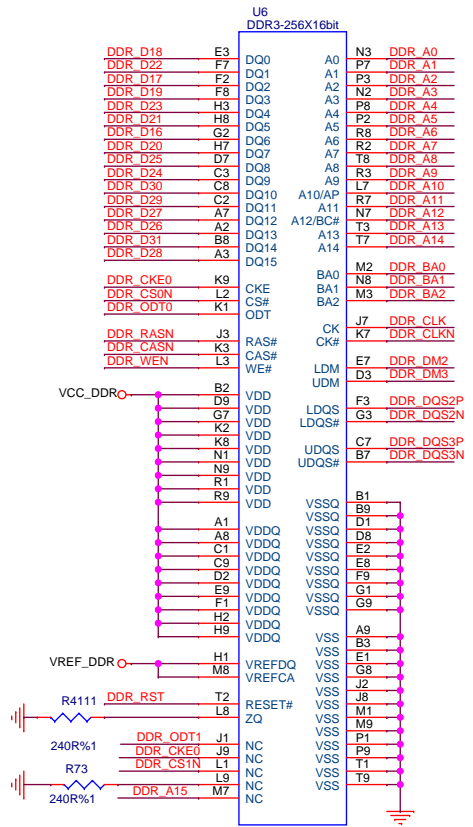 U6
DDR3-256X16bit
DDR_D18 E3 DQ0 A0 N3 DDR_A0
DDR_D22 F7 DQ1 A1 P7 DDR_A1
DDR_D17 F2 DQ2 A2 P3 DDR_A2
DDR_D19 F8 DQ3 A3 N2 DDR_A3
DDR_D23 H3 DQ4 A4 P8 DDR_A4
DDR_D21 H8 DQ5 A5 P2 DDR_A5
DDR_D16 G2 DQ6 A6 R8 DDR_A6
DDR_D20 H7 DQ7 A7 R2 DDR_A7
DDR_D25 D7 DQ8 A8 T8 DDR_A8
DDR_D24 C3 DQ9 A9 R3 DDR_A9
DDR_D30 C8 DQ10 A10/AP L7 DDR_A10
DDR_D29 C2 DQ11 A11 R7 DDR_A11
DDR_D27 A7 DQ12 A12/BC# N7 DDR_A12
DDR_D26 A2 DQ13 A13 T3 DDR_A13
DDR_D31 B8 DQ14 A14 T7 DDR_A14
DDR_D28 A3 DQ15
BA0 M2 DDR_BA0
DDR_CKE0 K9 CKE BA1 N8 DDR_BA1
DDR_CS0N L2 CS# BA2 M3 DDR_BA2
DDR_ODT0 K1 ODT
CK J7 DDR_CLK
DDR_RASN J3 RAS# CK# K7 DDR_CLKN
DDR_CASN K3 CAS#
DDR_WEN L3 WE# LDM E7 DDR_DM2
UDM D3 DDR_DM3
VCC_DDR B2 VDD
D9 VDD LDQS F3 DDR_DQS2P
G7 VDD LDQS# G3 DDR_DQS2N
K2 VDD
K8 VDD UDQS C7 DDR_DQS3P
N1 VDD UDQS# B7 DDR_DQS3N
N9 VDD
R1 VDD
R9 VDD VSSQ B1
VSSQ B9
A1 VDDQ VSSQ D1
A8 VDDQ VSSQ D8
C1 VDDQ VSSQ E2
C9 VDDQ VSSQ E8
D2 VDDQ VSSQ F9
E9 VDDQ VSSQ G1
F1 VDDQ VSSQ G9
H2 VDDQ
H9 VDDQ VSS A9
VSS B3
VREF_DDR H1 VREFDQ VSS E1
M8 VREFCA VSS G8
VSS J2
DDR_RST T2 RESET# VSS J8
R4111 L8 ZQ VSS M1
240R%1 VSS M9
DDR_ODT1 J1 NC VSS P1
DDR_CKE0 J9 NC VSS P9
DDR_CS1N L1 NC VSS T1
R73 L9 NC VSS T9
240R%1 DDR_A15 M7 NC